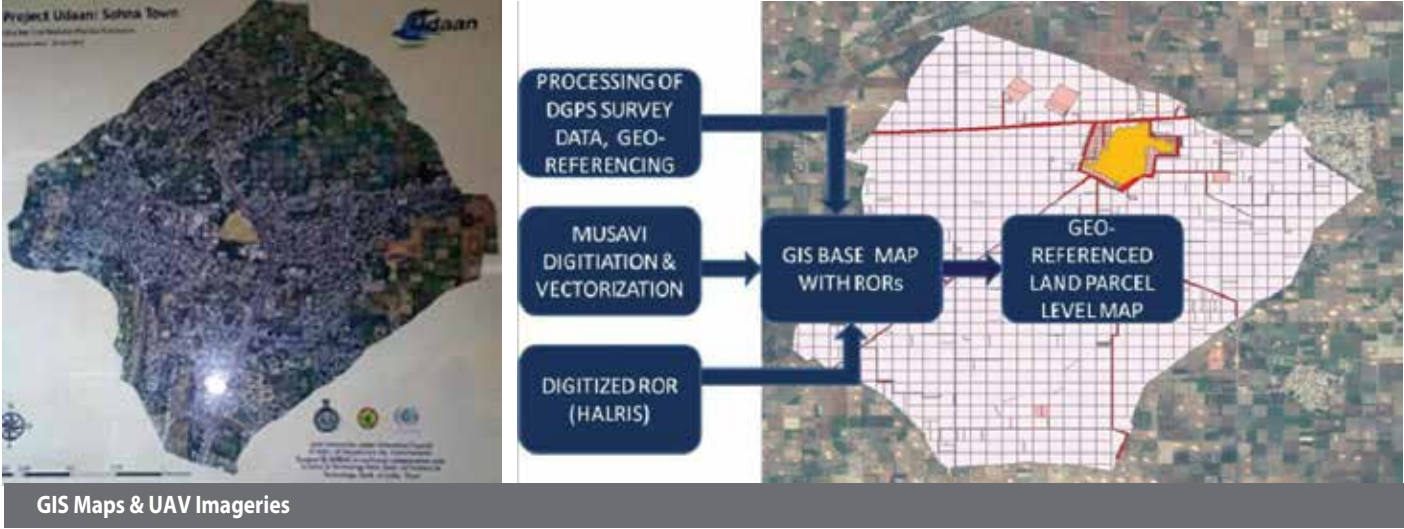 Project Udaan: Sohna Town
Udaan
PROCESSING OF
DGPS SURVEY
DATA, GEO-
REFERENCING
MUSAVI
DIGITIATION &
VECTORIZATION
DIGITIZED ROR
(HALRIS)
GIS BASE MAP
WITH RORs
GEO-
REFERENCED
LAND PARCEL
LEVEL MAP
GIS Maps & UAV Imageries